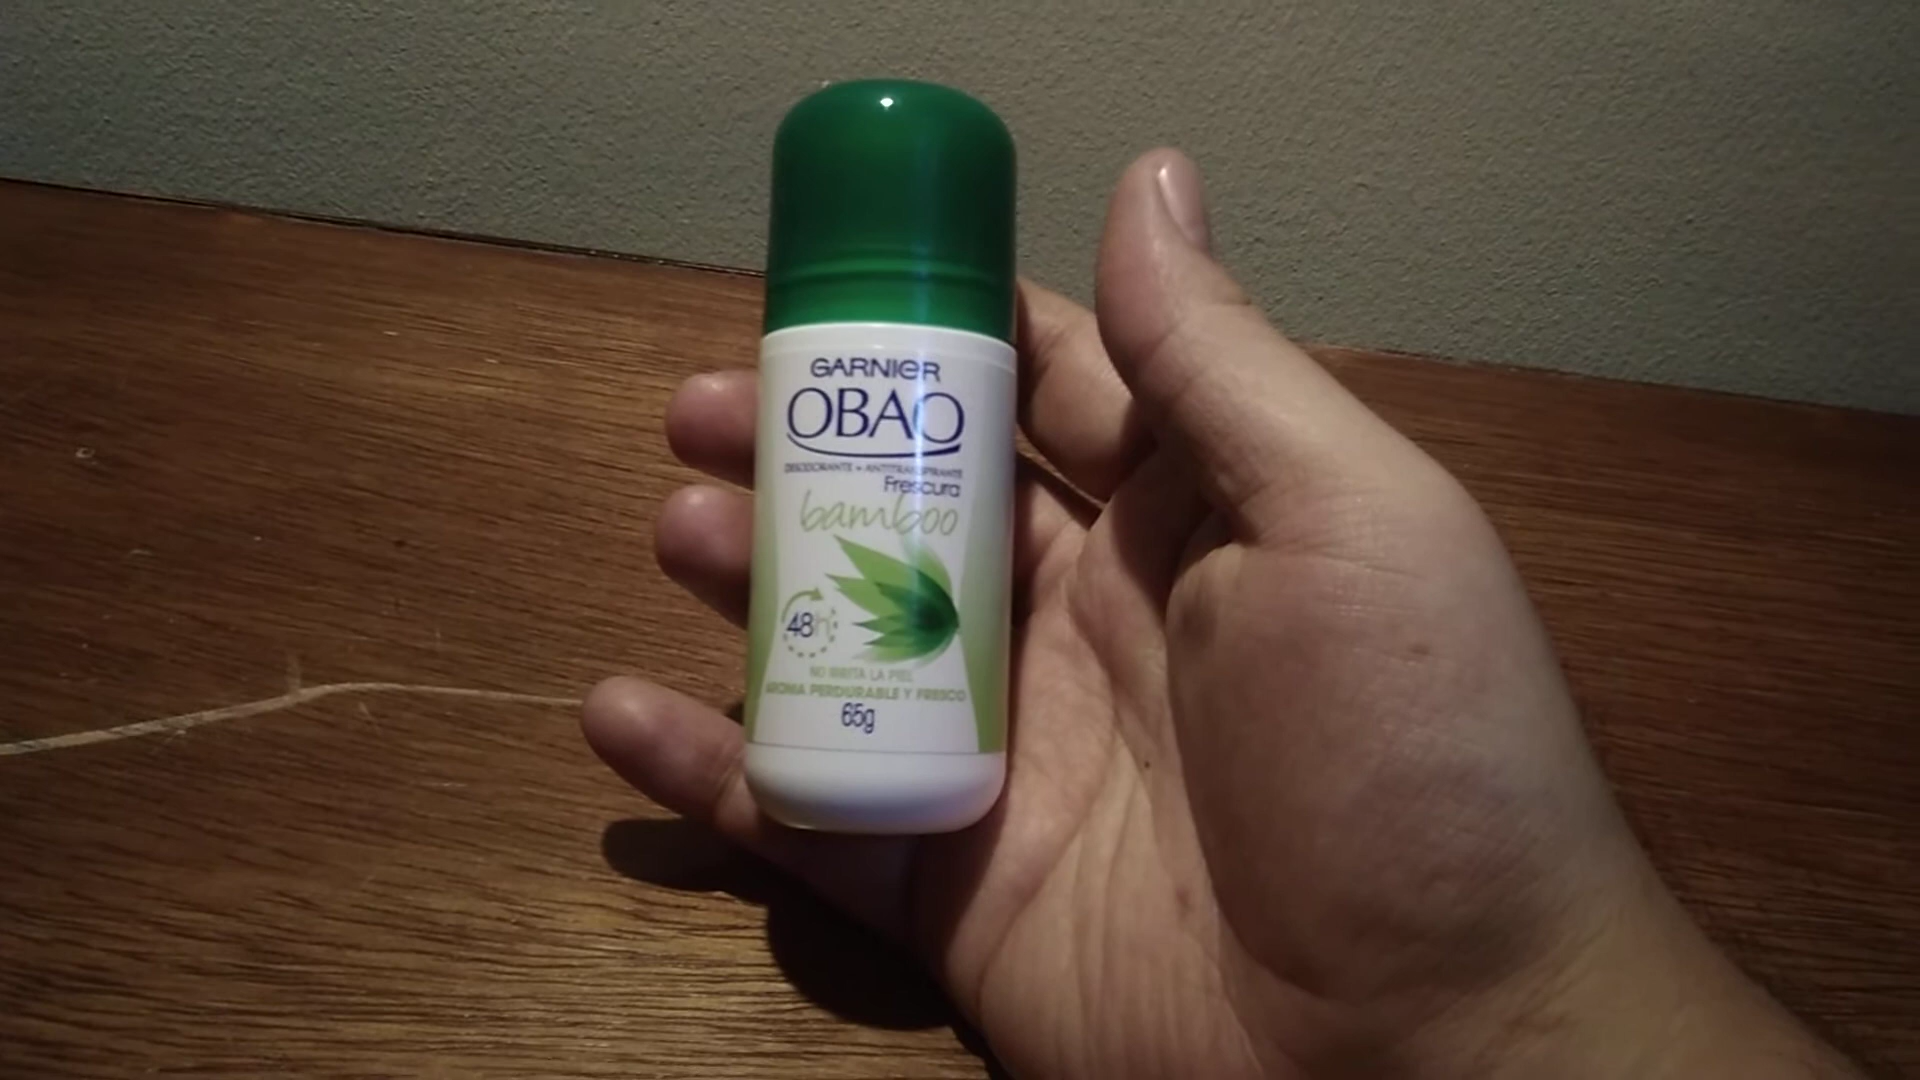 GARNIER
OBAO
DESODORANTE • ANTITRANSPIRANTE
Frescura
bamboo
48h
NO IRRITA LA PIEL
AROMA PERDURABLE Y FRESCO
65g